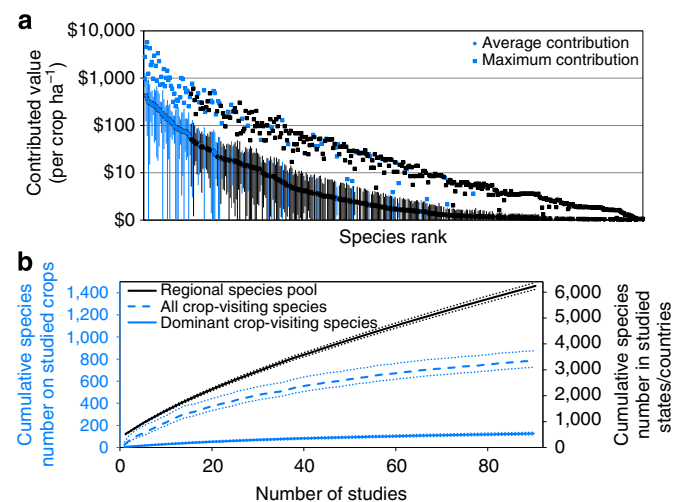 a
$10,000
$1,000
$100
$10
$0
Contributed value
(per crop ha⁻¹)
Average contribution
Maximum contribution
Species rank
b
Cumulative species
number on studied crops
1,400
1,200
1,000
800
600
400
200
0
Regional species pool
All crop-visiting species
Dominant crop-visiting species
6,000
5,000
4,000
3,000
2,000
1,000
0
Cumulative species
number in studied
states/countries
0 20 40 60 80
Number of studies